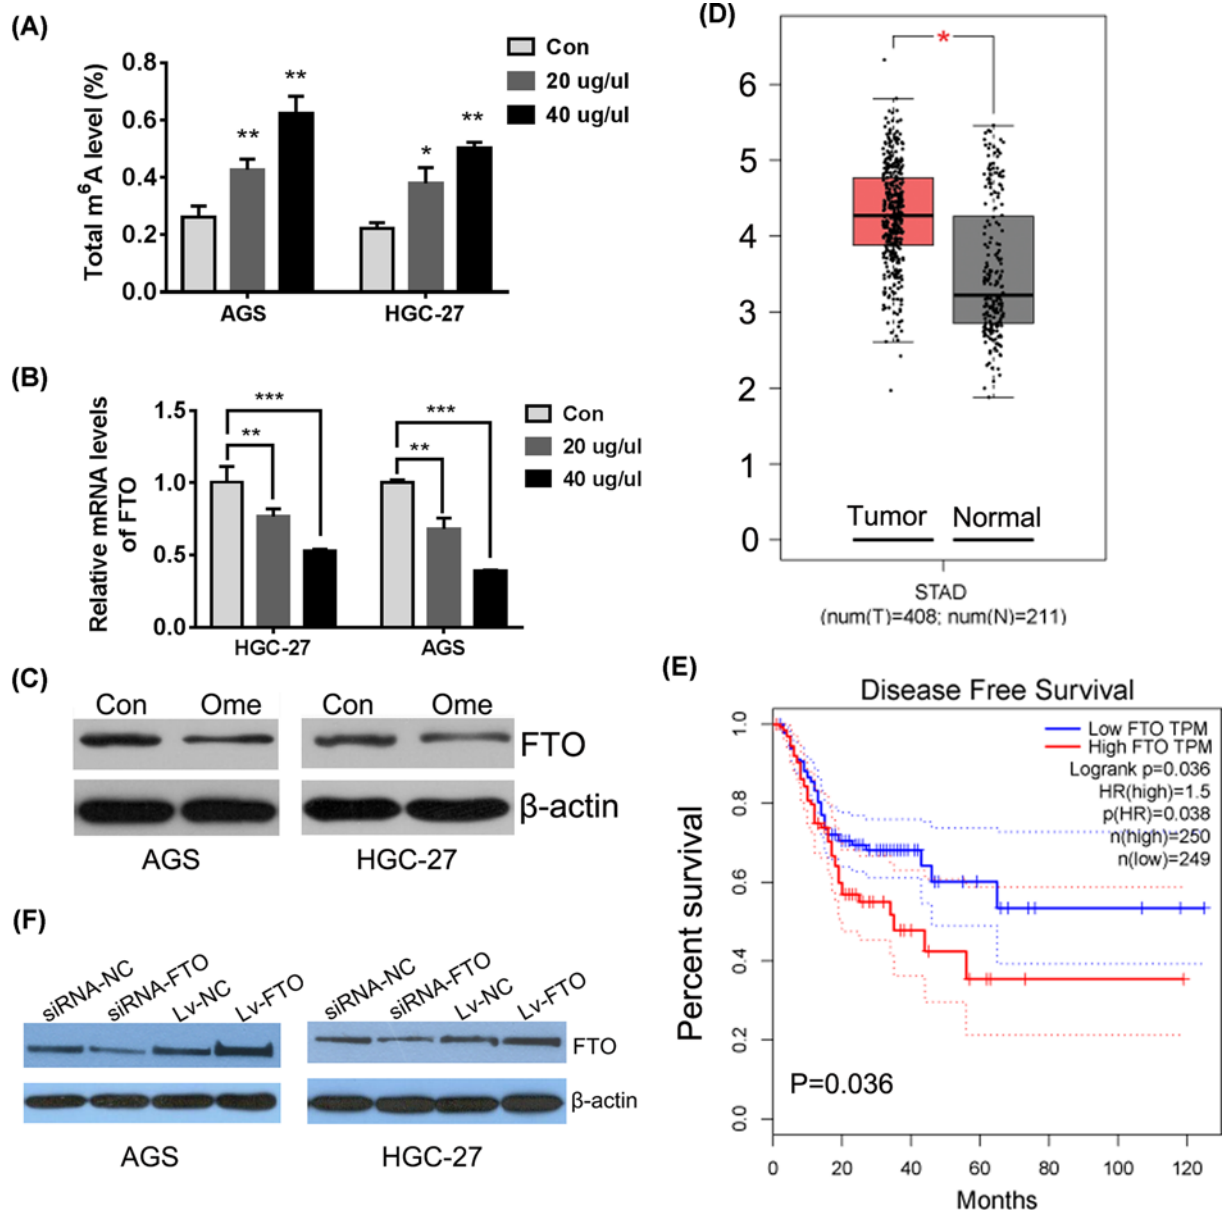 (A)
Total m⁶A level (%)
0.8
0.6
0.4
0.2
0.0
** ** * **
AGS HGC-27
Con
20 ug/ul
40 ug/ul
(B)
Relative mRNA levels
of FTO
1.5
1.0
0.5
0.0
*** ** *** **
HGC-27 AGS
Con
20 ug/ul
40 ug/ul
(C)
Con Ome Con Ome
FTO
β-actin
AGS HGC-27
(D)
*
6
5
4
3
2
1
0
Tumor Normal
STAD
(num(T)=408; num(N)=211)
(E)
Disease Free Survival
Low FTO TPM
High FTO TPM
Logrank p=0.036
HR(high)=1.5
p(HR)=0.038
n(high)=250
n(low)=249
Percent survival
1.0
0.8
0.6
0.4
0.2
0.0
P=0.036
0 20 40 60 80 100 120
Months
(F)
siRNA-NC siRNA-FTO Lv-NC Lv-FTO siRNA-NC siRNA-FTO Lv-NC Lv-FTO
FTO
β-actin
AGS HGC-27